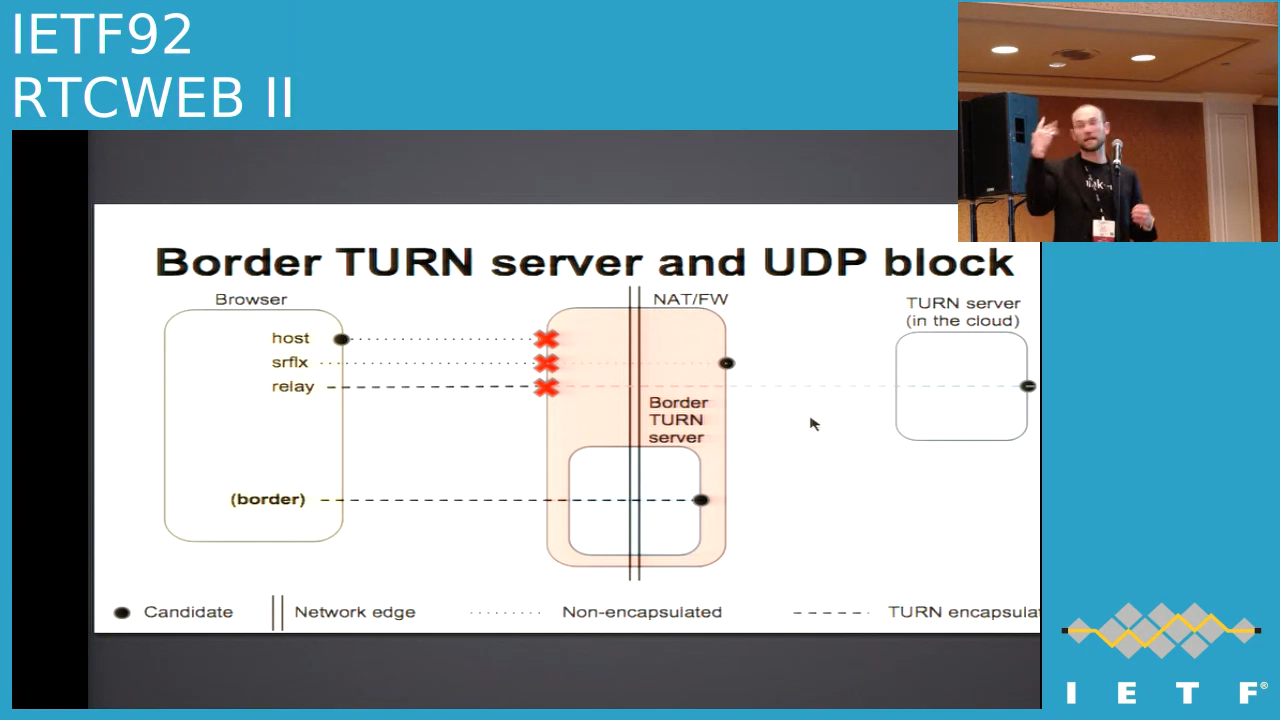 IETF92
RTCWEB II
Border TURN server and UDP block
Browser
NAT/FW
TURN server
(in the cloud)
host
srflx
relay
Border
TURN
server
(border)
Candidate
Network edge
Non-encapsulated
TURN encapsulat
I E T F®